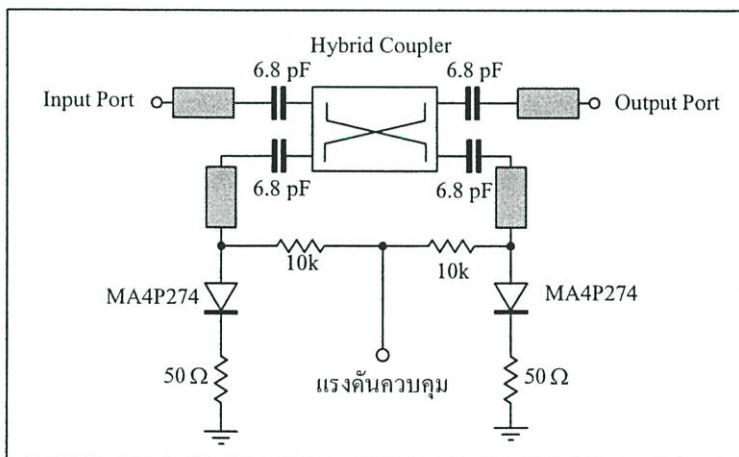 Hybrid Coupler
6.8 pF
6.8 pF
Input Port
Output Port
6.8 pF
6.8 pF
10k
10k
MA4P274
MA4P274
50 Ω
แรงดันควบคุม
50 Ω